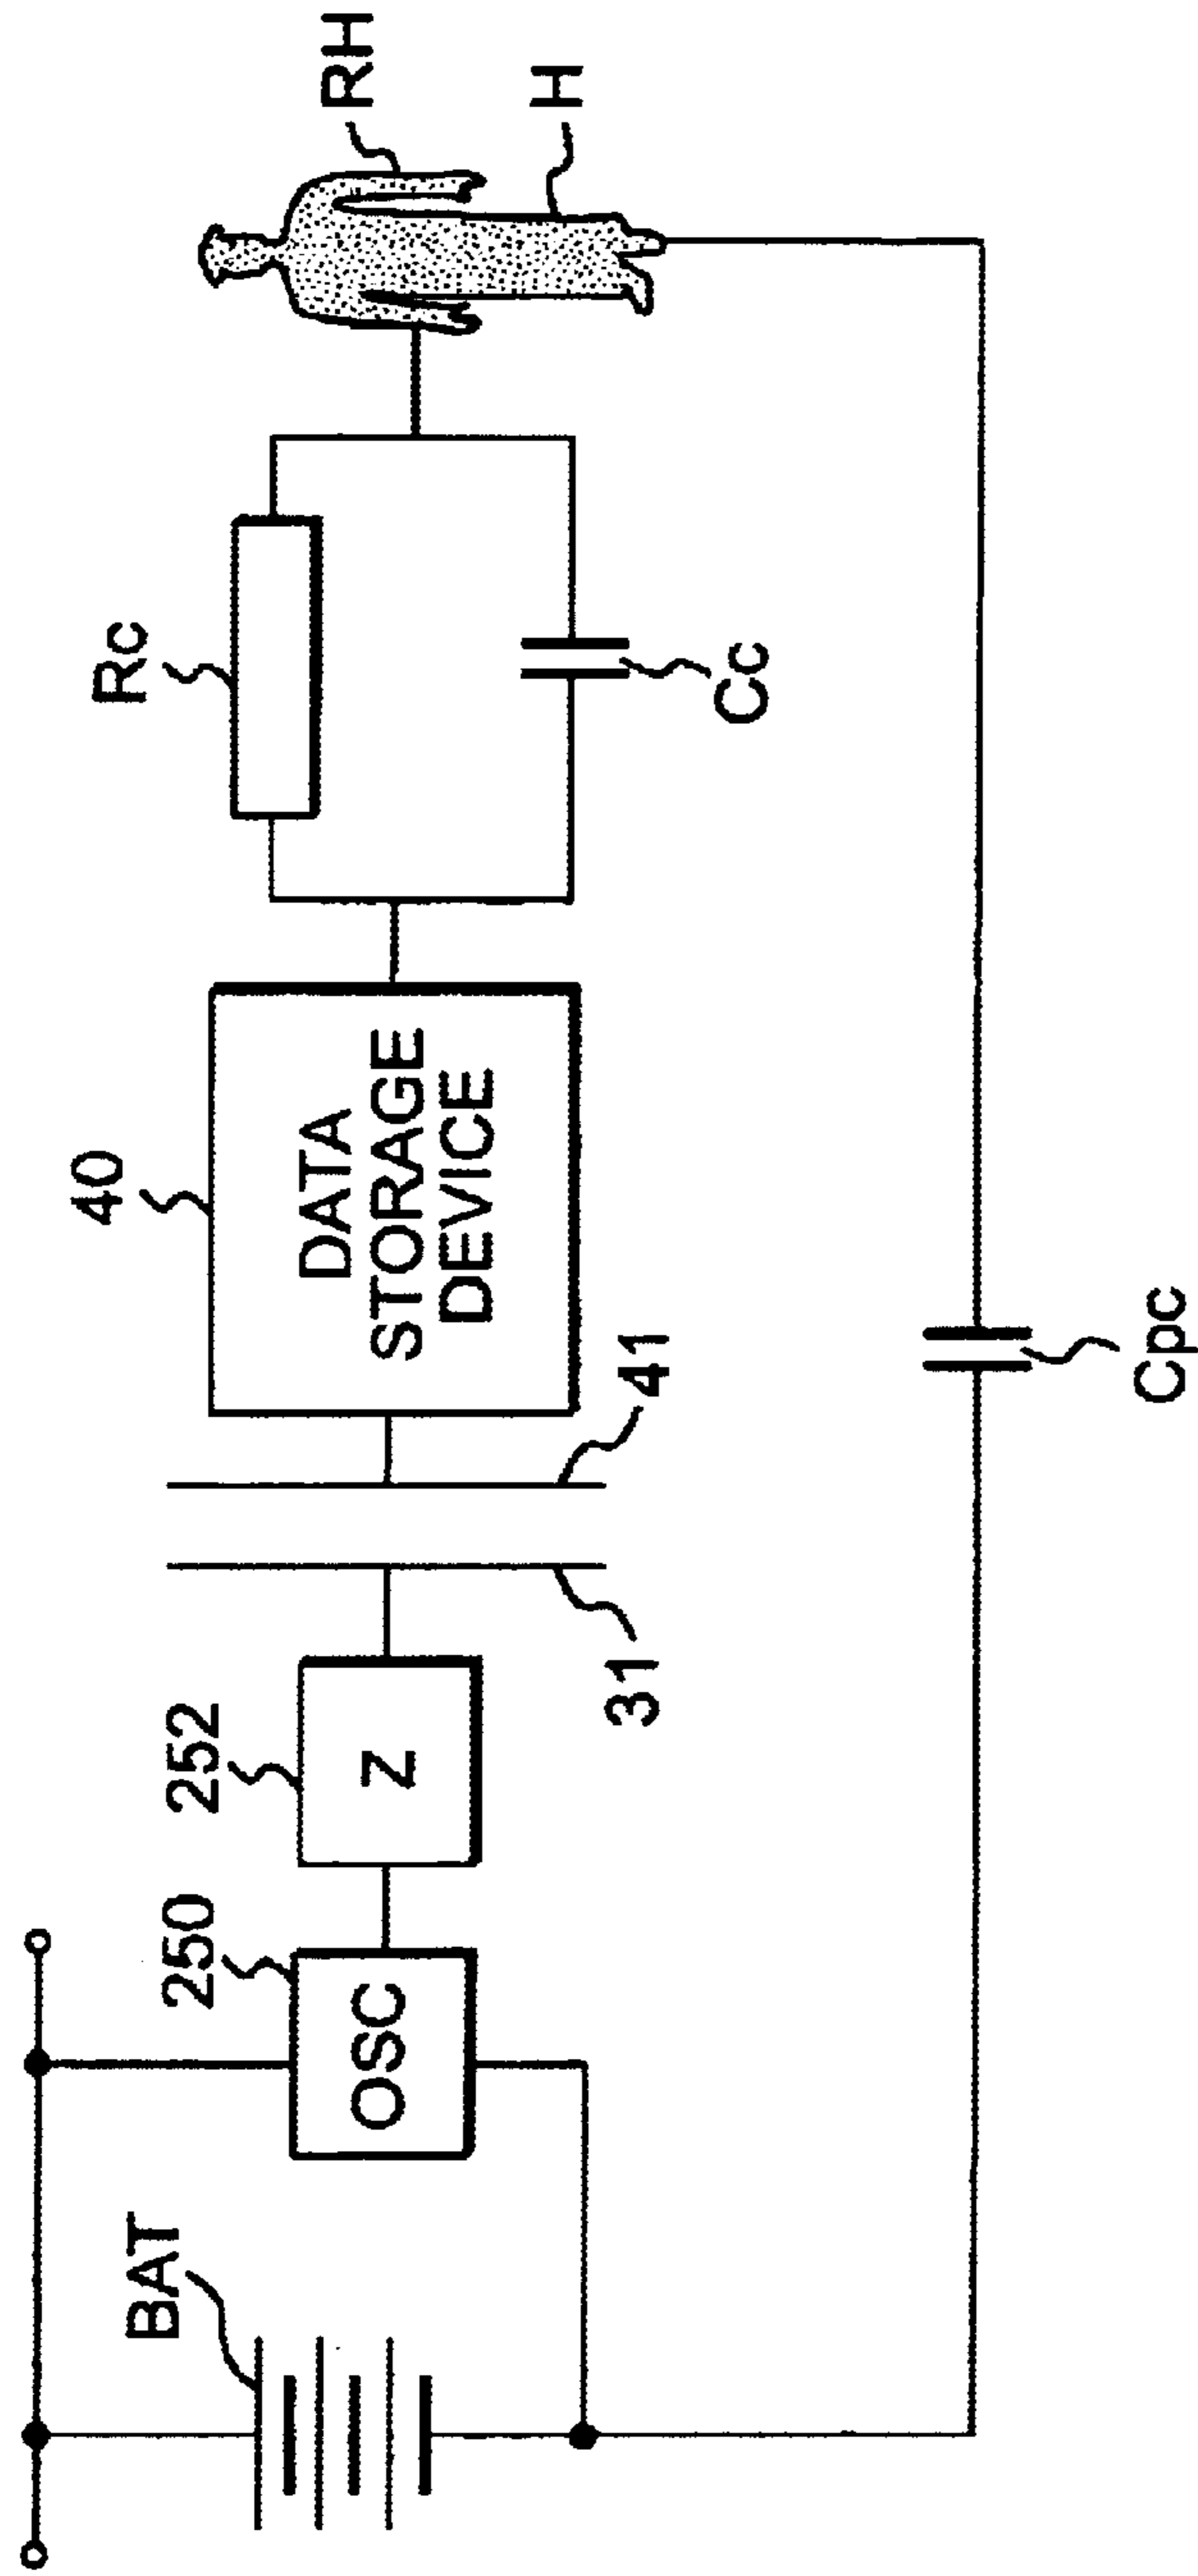 BAT
250
OSC
252
Z
31
41
40
DATA
STORAGE
DEVICE
Rc
Cc
RH
H
Cpc